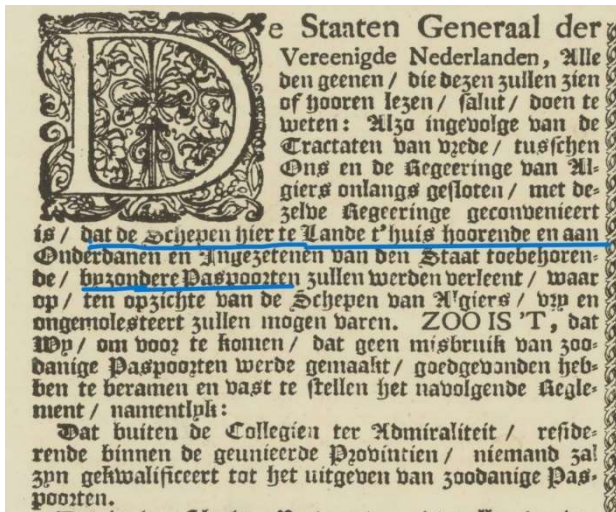 De Staaten Generaal der
Vereenigde Nederlanden, Alle
den geenen / die dezen zullen zien
of hooren lezen / salut / doen te
weten: Alzo ingevolge van de
Tractaten van vrede / tusschen
Ons en de Regeeringe van Al-
giers onlangs gesloten / met de-
zelve Regeeringe geconvenieert
is / dat de Schepen hier te Lande t'huis hoorende en aan
Onderdanen en Ingezetenen van den Staat toebehoren-
de / byzondere Paspoorten zullen werden verleent / waar
op / ten opzichte van de Schepen van Algiers / vry en
ongemolesteert zullen mogen varen. ZOO IS 'T, dat
Wy / om voor te komen / dat geen misbruik van zoo-
danige Paspoorten werde gemaakt / goedgevonden heb-
ben te beramen en vast te stellen het navolgende Regle-
ment / namentlyk:
Dat buiten de Collegien ter Admiraliteit / reside-
rende binnen de geunieerde Provintien / niemand zal
zyn gekwalificeert tot het uitgeven van zoodanige Pas-
poorten.